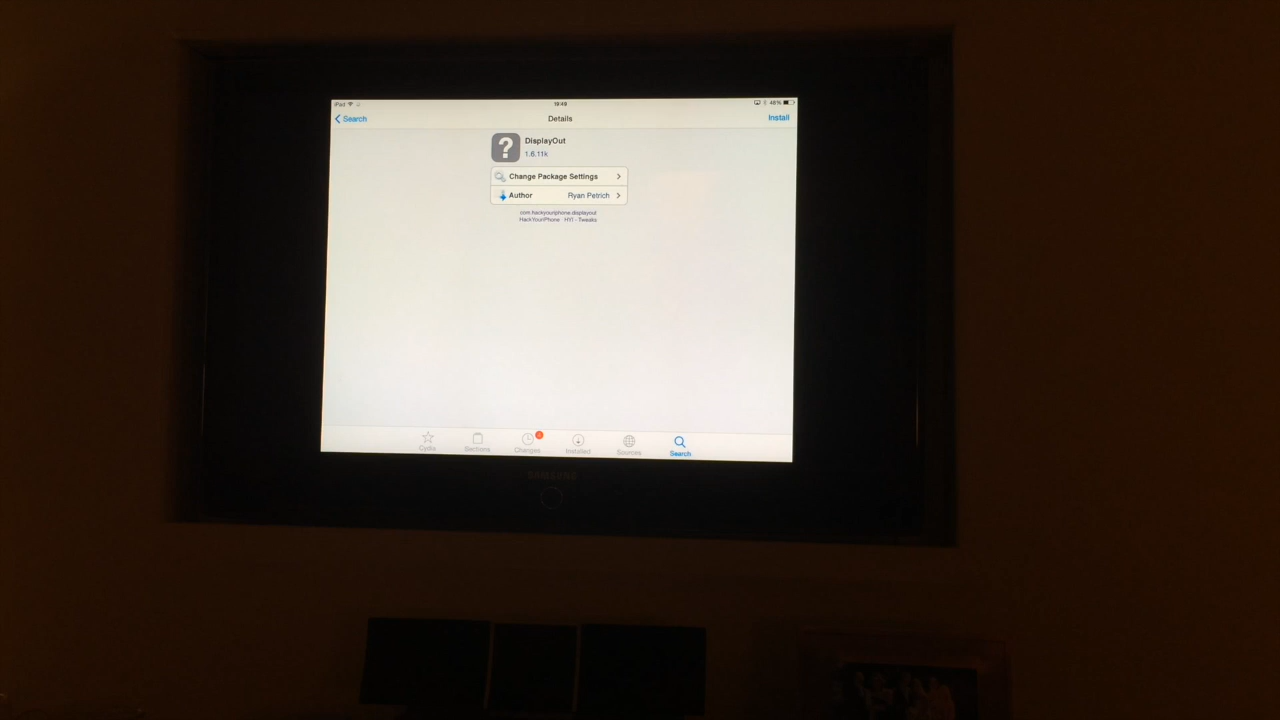 iPad 19:49 46%
Search Details Install
?
DisplayOut
1.6.11k
Change Package Settings
Author Ryan Petrich
com.hackyouriphone.displayout
HackYouriPhone · HYI - Tweaks
Cydia Sections Changes Installed Sources Search
SAMSUNG